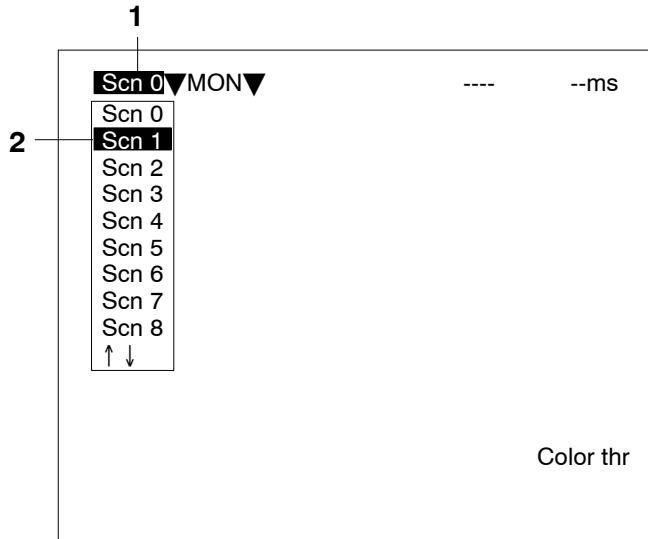 1
Scn 0▼MON▼ ---- --ms
Scn 0
2 Scn 1
Scn 2
Scn 3
Scn 4
Scn 5
Scn 6
Scn 7
Scn 8
↑ ↓
Color thr